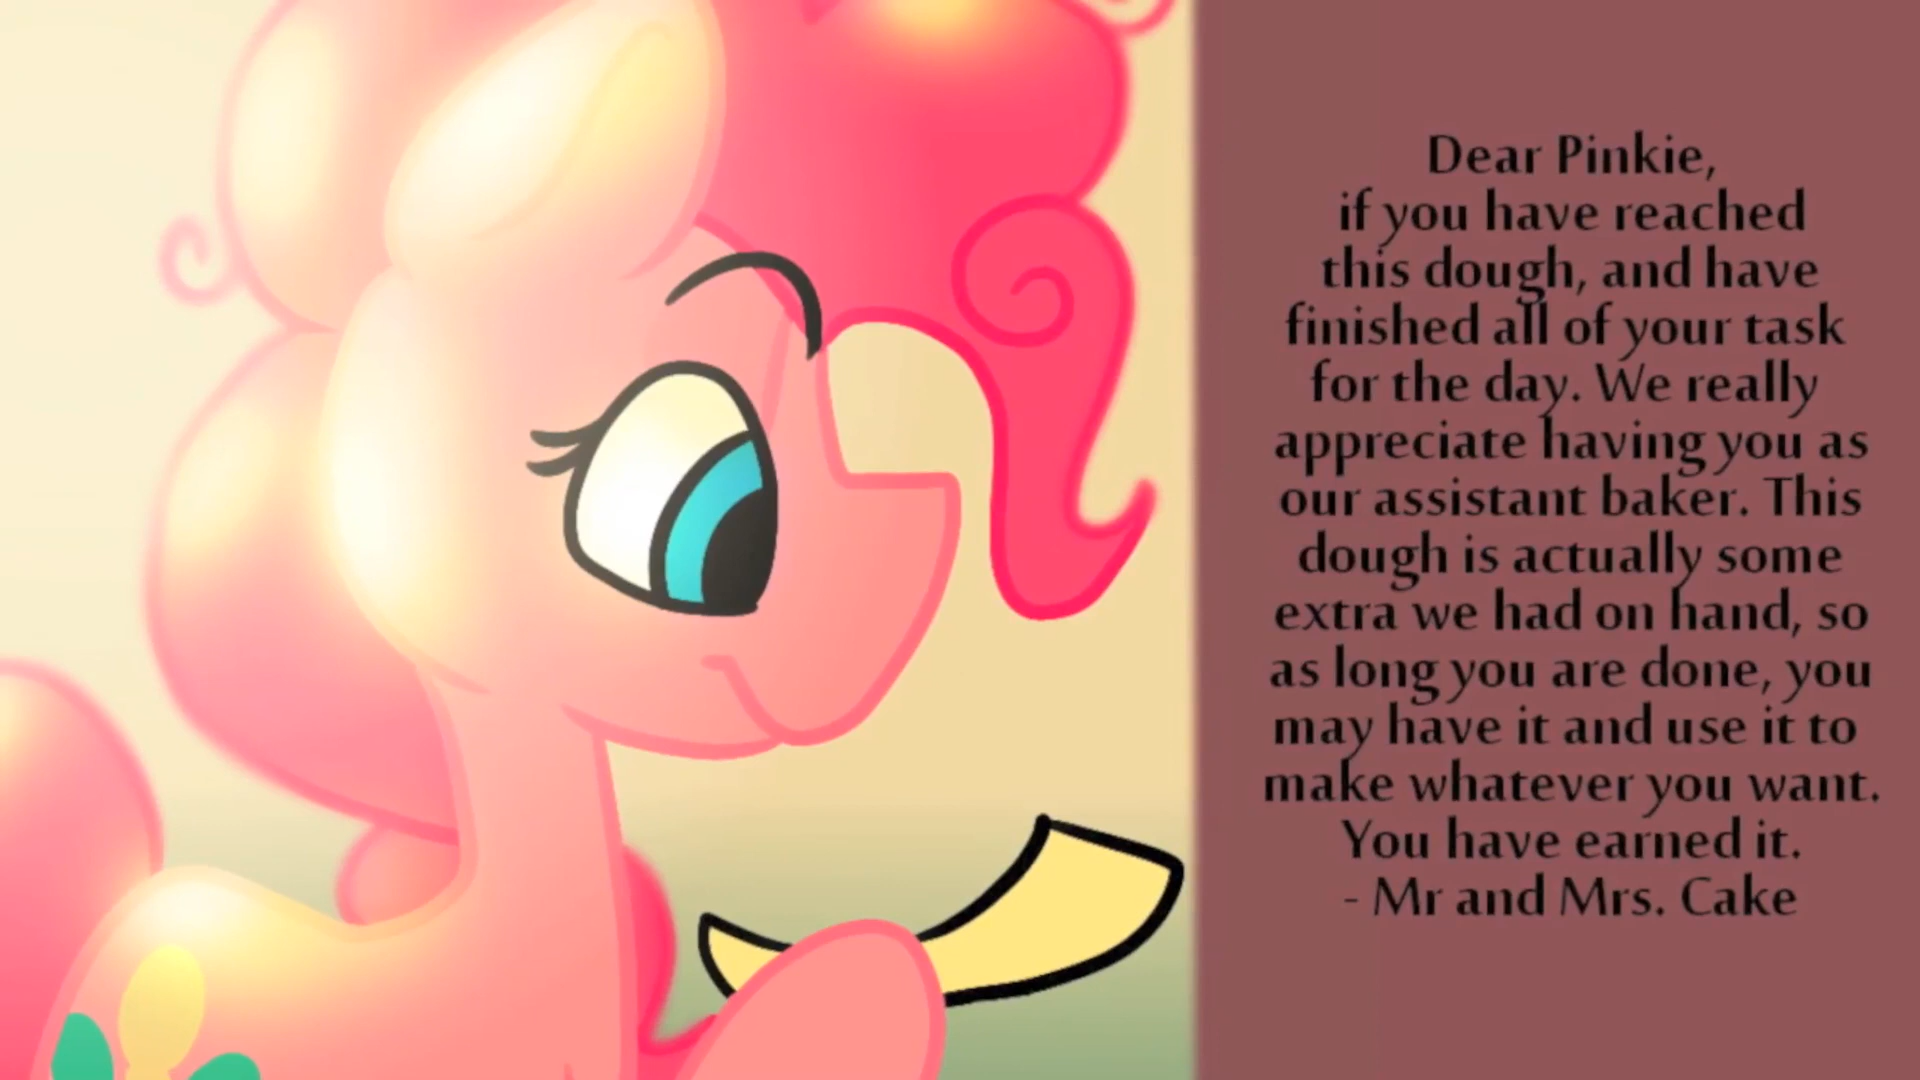 Dear Pinkie,
if you have reached
this dough, and have
finished all of your task
for the day. We really
appreciate having you as
our assistant baker. This
dough is actually some
extra we had on hand, so
as long you are done, you
may have it and use it to
make whatever you want.
You have earned it.
- Mr and Mrs. Cake